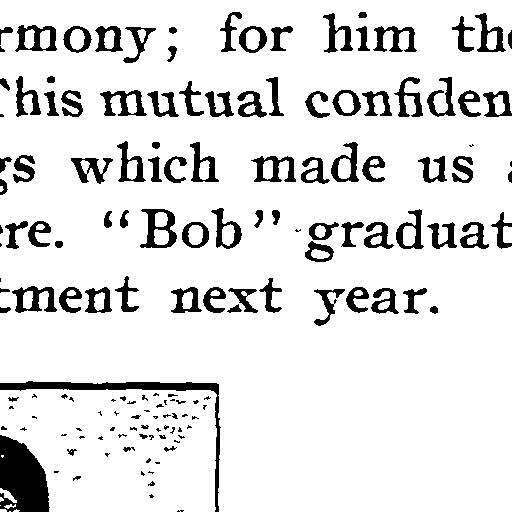 rmony; for him the
This mutual confiden
gs which made us a
ere. "Bob" graduat
tment next year.